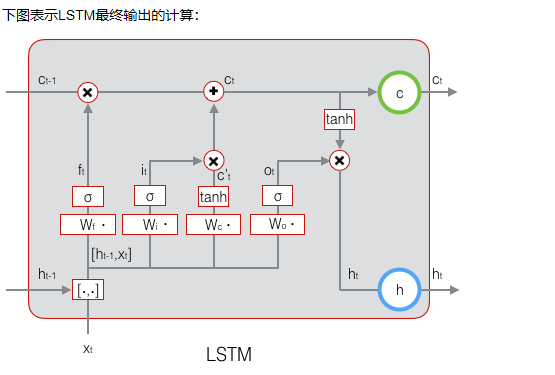 下图表示LSTM最终输出的计算：
Ct-1 Ct c Ct
tanh
ft it c't ot
σ σ tanh σ
Wf · Wi · Wc · Wo ·
[ht-1,xt]
ht-1 ht ht
[·,·] h
xt
LSTM